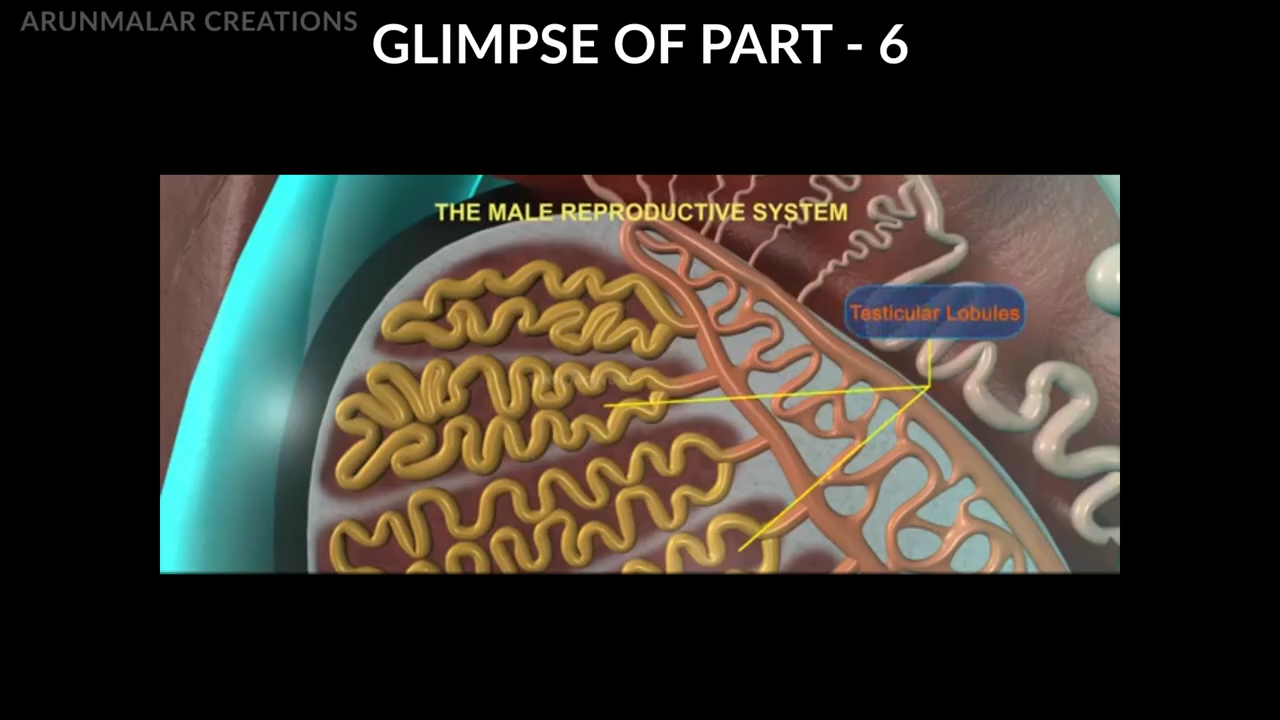 ARUNMALAR CREATIONS
GLIMPSE OF PART - 6
THE MALE REPRODUCTIVE SYSTEM
Testicular Lobules